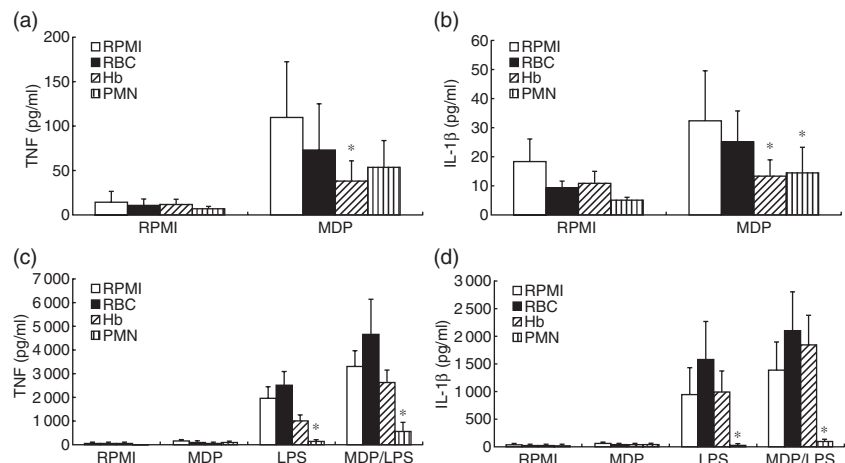 (a)
200
150
100
50
0
TNF (pg/ml)
RPMI
RBC
Hb
PMN
*
RPMI MDP
(b)
60
50
40
30
20
10
0
IL-1β (pg/ml)
RPMI
RBC
Hb
PMN
* *
RPMI MDP
(c)
7 000
6 000
5 000
4 000
3 000
2 000
1 000
0
TNF (pg/ml)
RPMI
RBC
Hb
PMN
* *
RPMI MDP LPS MDP/LPS
(d)
3 000
2 500
2 000
1500
1 000
500
0
IL-1β (pg/ml)
RPMI
RBC
Hb
PMN
* *
RPMI MDP LPS MDP/LPS